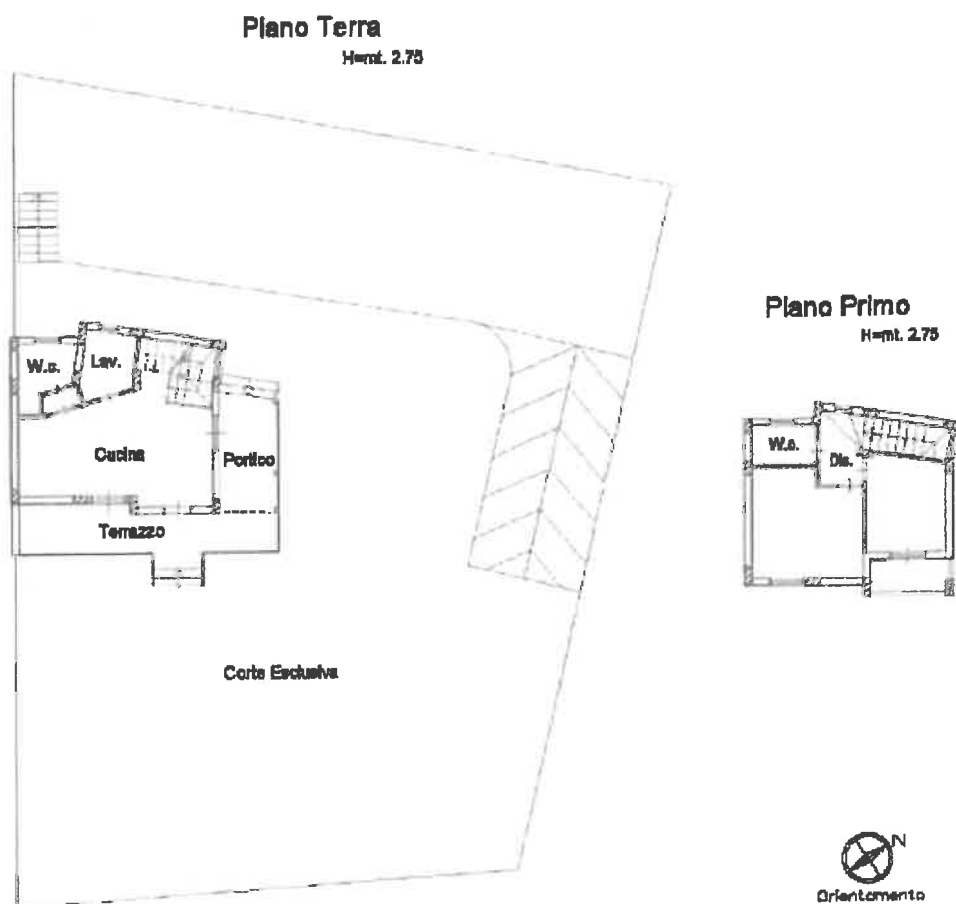 Piano Terra
H=mt. 2.75
W.c.
Lav.
Cucina
Portico
Terrazzo
Corte Esclusiva
Piano Primo
H=mt. 2.75
W.c.
Dis.
N
Orientamento